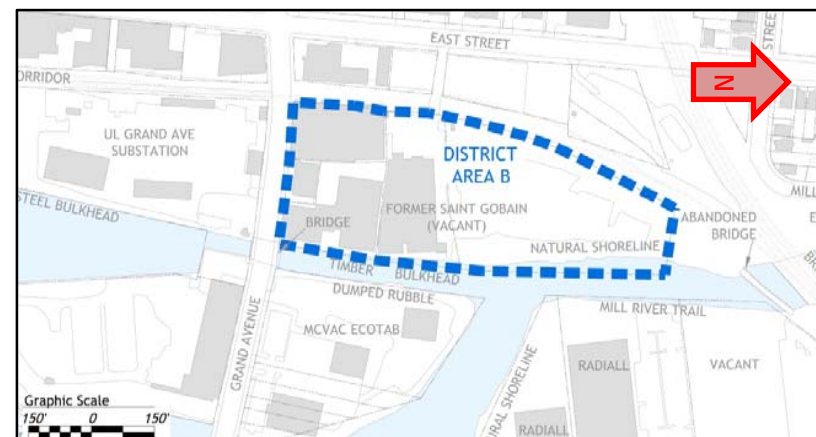 EAST STREET
STREET
ORRIDOR
N
UL GRAND AVE
SUBSTATION
DISTRICT
AREA B
MILL
STEEL BULKHEAD
BRIDGE
FORMER SAINT GOBAIN
(VACANT)
ABANDONED
BRIDGE
NATURAL SHORELINE
TIMBER BULKHEAD
DUMPED RUBBLE
MILL RIVER TRAIL
GRAND AVENUE
MCVAC ECOTAB
URAL SHORELINE
RADIALL
VACANT
RADIALL
Graphic Scale
150' 0 150'